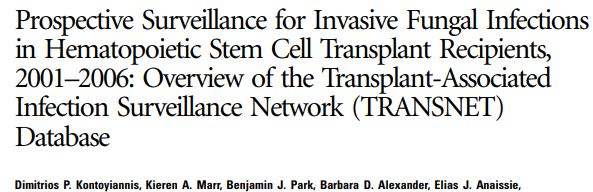 Prospective Surveillance for Invasive Fungal Infections
in Hematopoietic Stem Cell Transplant Recipients,
2001–2006: Overview of the Transplant-Associated
Infection Surveillance Network (TRANSNET)
Database
Dimitrios P. Kontoyiannis, Kieren A. Marr, Benjamin J. Park, Barbara D. Alexander, Elias J. Anaissie,